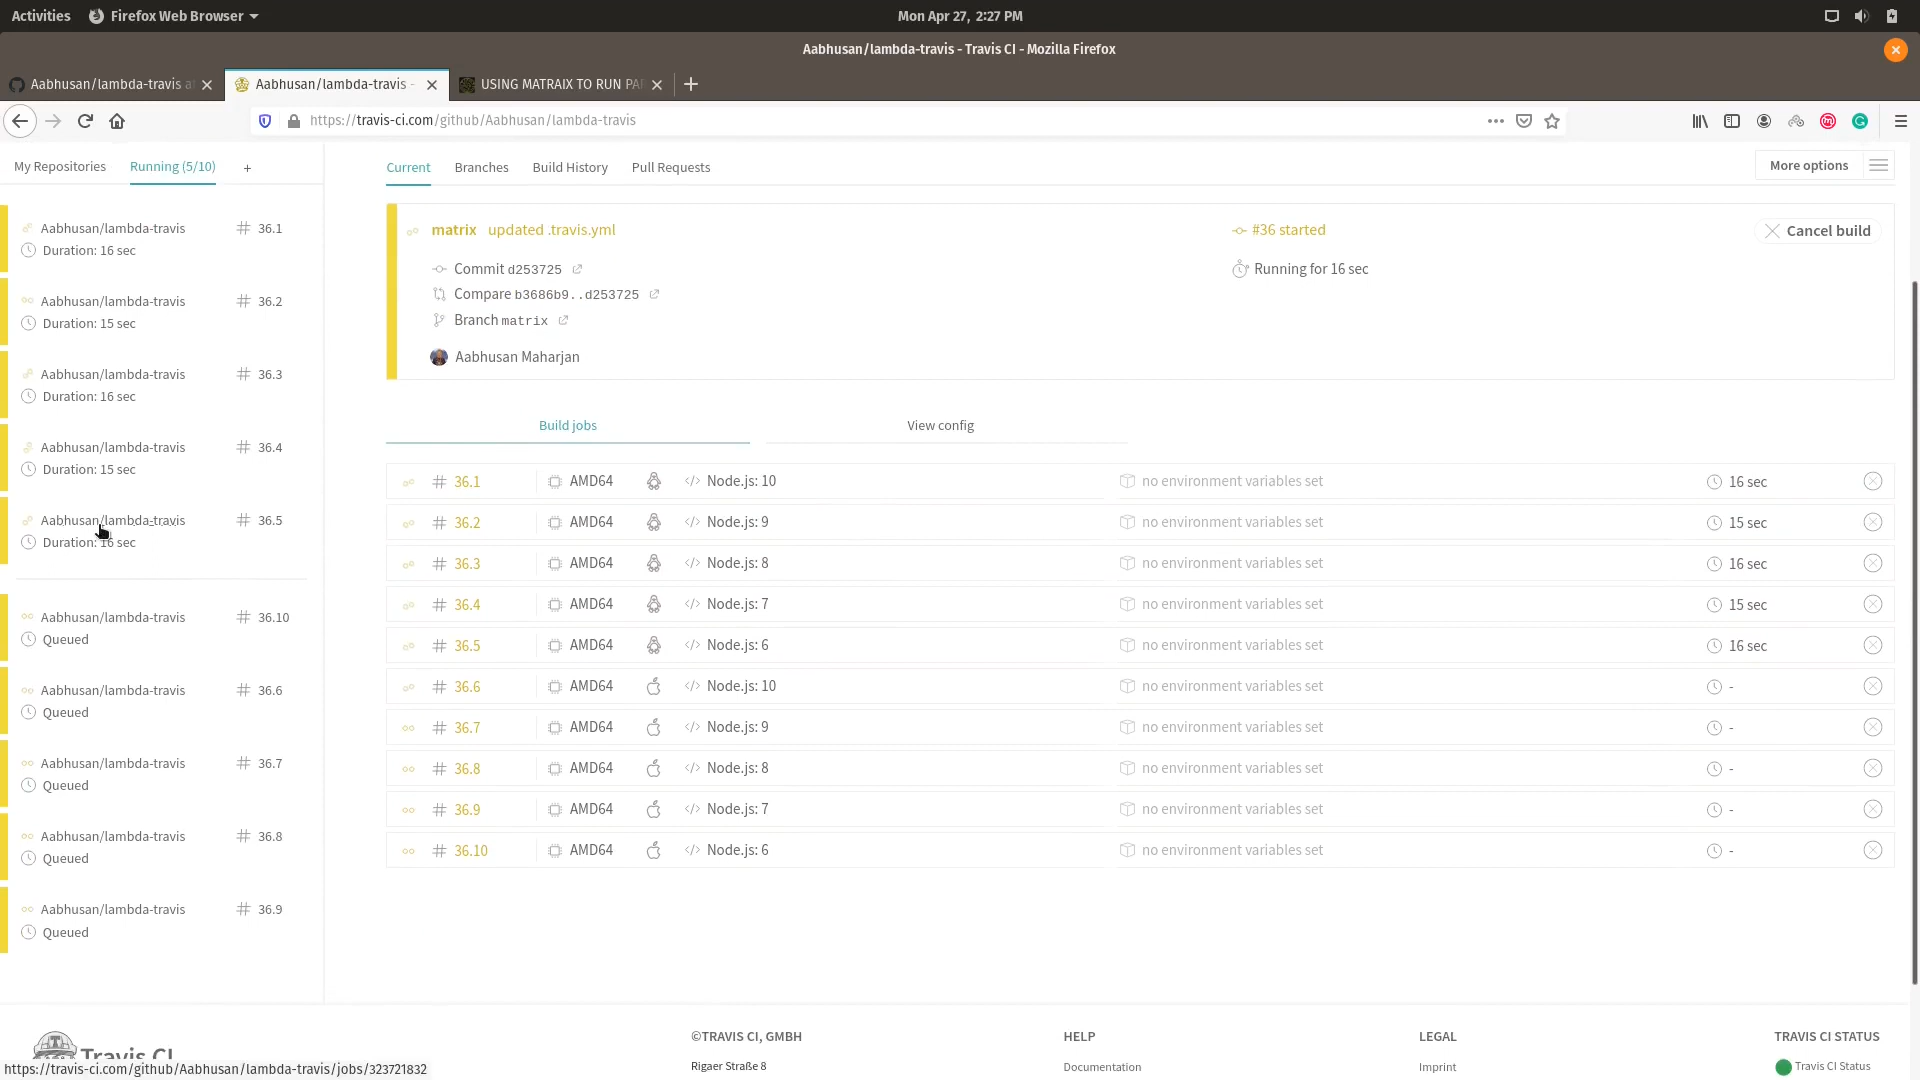 Activities Firefox Web Browser Mon Apr 27, 2:27 PM
Aabhusan/lambda-travis - Travis CI - Mozilla Firefox
Aabhusan/lambda-travis a Aabhusan/lambda-travis - USING MATRAIX TO RUN PA
https://travis-ci.com/github/Aabhusan/lambda-travis
My Repositories Running (5/10) +
Aabhusan/lambda-travis # 36.1
Duration: 16 sec
Aabhusan/lambda-travis # 36.2
Duration: 15 sec
Aabhusan/lambda-travis # 36.3
Duration: 16 sec
Aabhusan/lambda-travis # 36.4
Duration: 15 sec
Aabhusan/lambda-travis # 36.5
Duration: 16 sec
Aabhusan/lambda-travis # 36.10
Queued
Aabhusan/lambda-travis # 36.6
Queued
Aabhusan/lambda-travis # 36.7
Queued
Aabhusan/lambda-travis # 36.8
Queued
Aabhusan/lambda-travis # 36.9
Queued
Current Branches Build History Pull Requests More options
matrix updated .travis.yml #36 started Cancel build
Commit d253725 Running for 16 sec
Compare b3686b9..d253725
Branch matrix
Aabhusan Maharjan
Build jobs View config
# 36.1 AMD64 </> Node.js: 10 no environment variables set 16 sec
# 36.2 AMD64 </> Node.js: 9 no environment variables set 15 sec
# 36.3 AMD64 </> Node.js: 8 no environment variables set 16 sec
# 36.4 AMD64 </> Node.js: 7 no environment variables set 15 sec
# 36.5 AMD64 </> Node.js: 6 no environment variables set 16 sec
# 36.6 AMD64 </> Node.js: 10 no environment variables set -
# 36.7 AMD64 </> Node.js: 9 no environment variables set -
# 36.8 AMD64 </> Node.js: 8 no environment variables set -
# 36.9 AMD64 </> Node.js: 7 no environment variables set -
# 36.10 AMD64 </> Node.js: 6 no environment variables set -
Travis CI
©TRAVIS CI, GMBH HELP LEGAL TRAVIS CI STATUS
Rigaer Straße 8 Documentation Imprint Travis CI Status
https://travis-ci.com/github/Aabhusan/lambda-travis/jobs/323721832